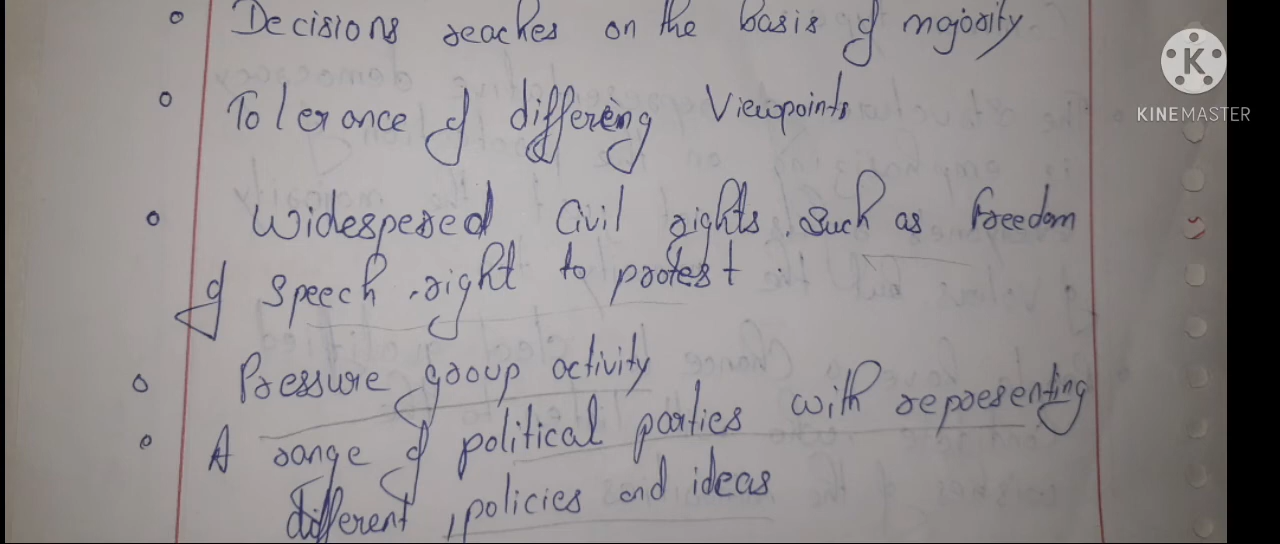 Decisions reaches on the basis of majority
Tolerance of differing Viewpoints
Widespered Civil rights such as freedom
of speech, right to protest.
Pressure group activity
A range of political parties with representing
different, policies and ideas
K
KINEMASTER